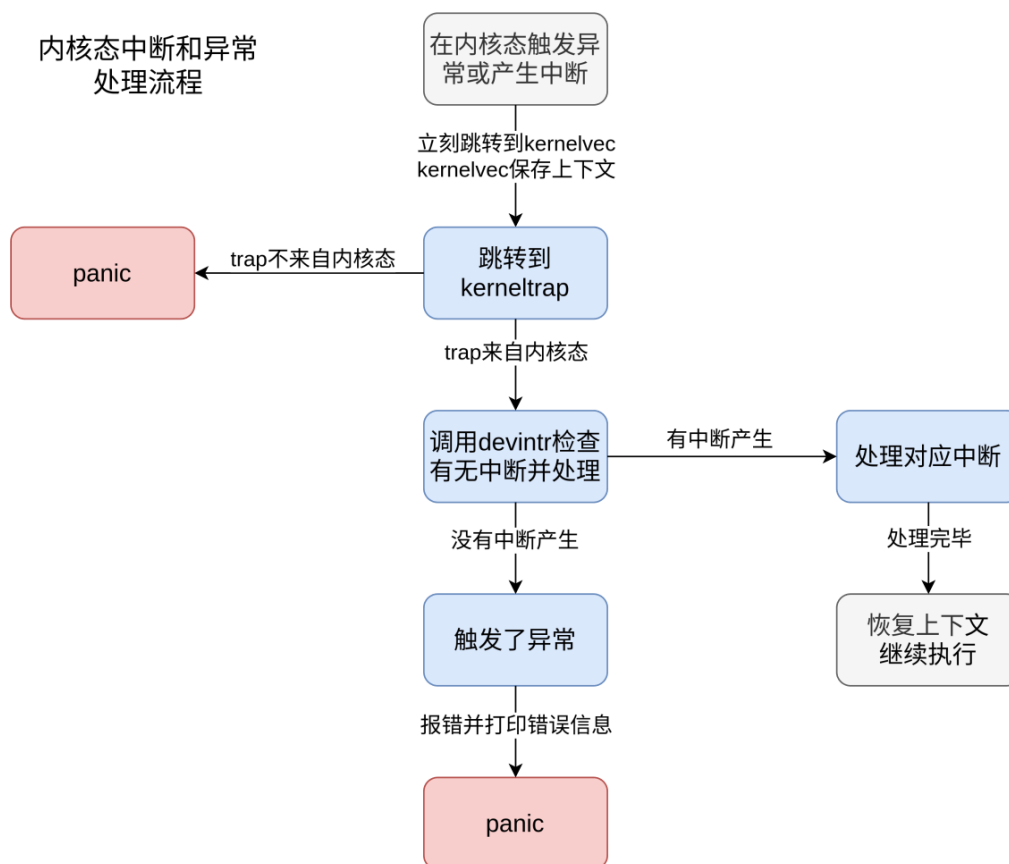 内核态中断和异常
处理流程
在内核态触发异
常或产生中断
立刻跳转到kernelvec
kernelvec保存上下文
panic
trap不来自内核态
跳转到
kerneltrap
trap来自内核态
调用devintr检查
有无中断并处理
有中断产生
处理对应中断
没有中断产生
处理完毕
触发了异常
恢复上下文
继续执行
报错并打印错误信息
panic